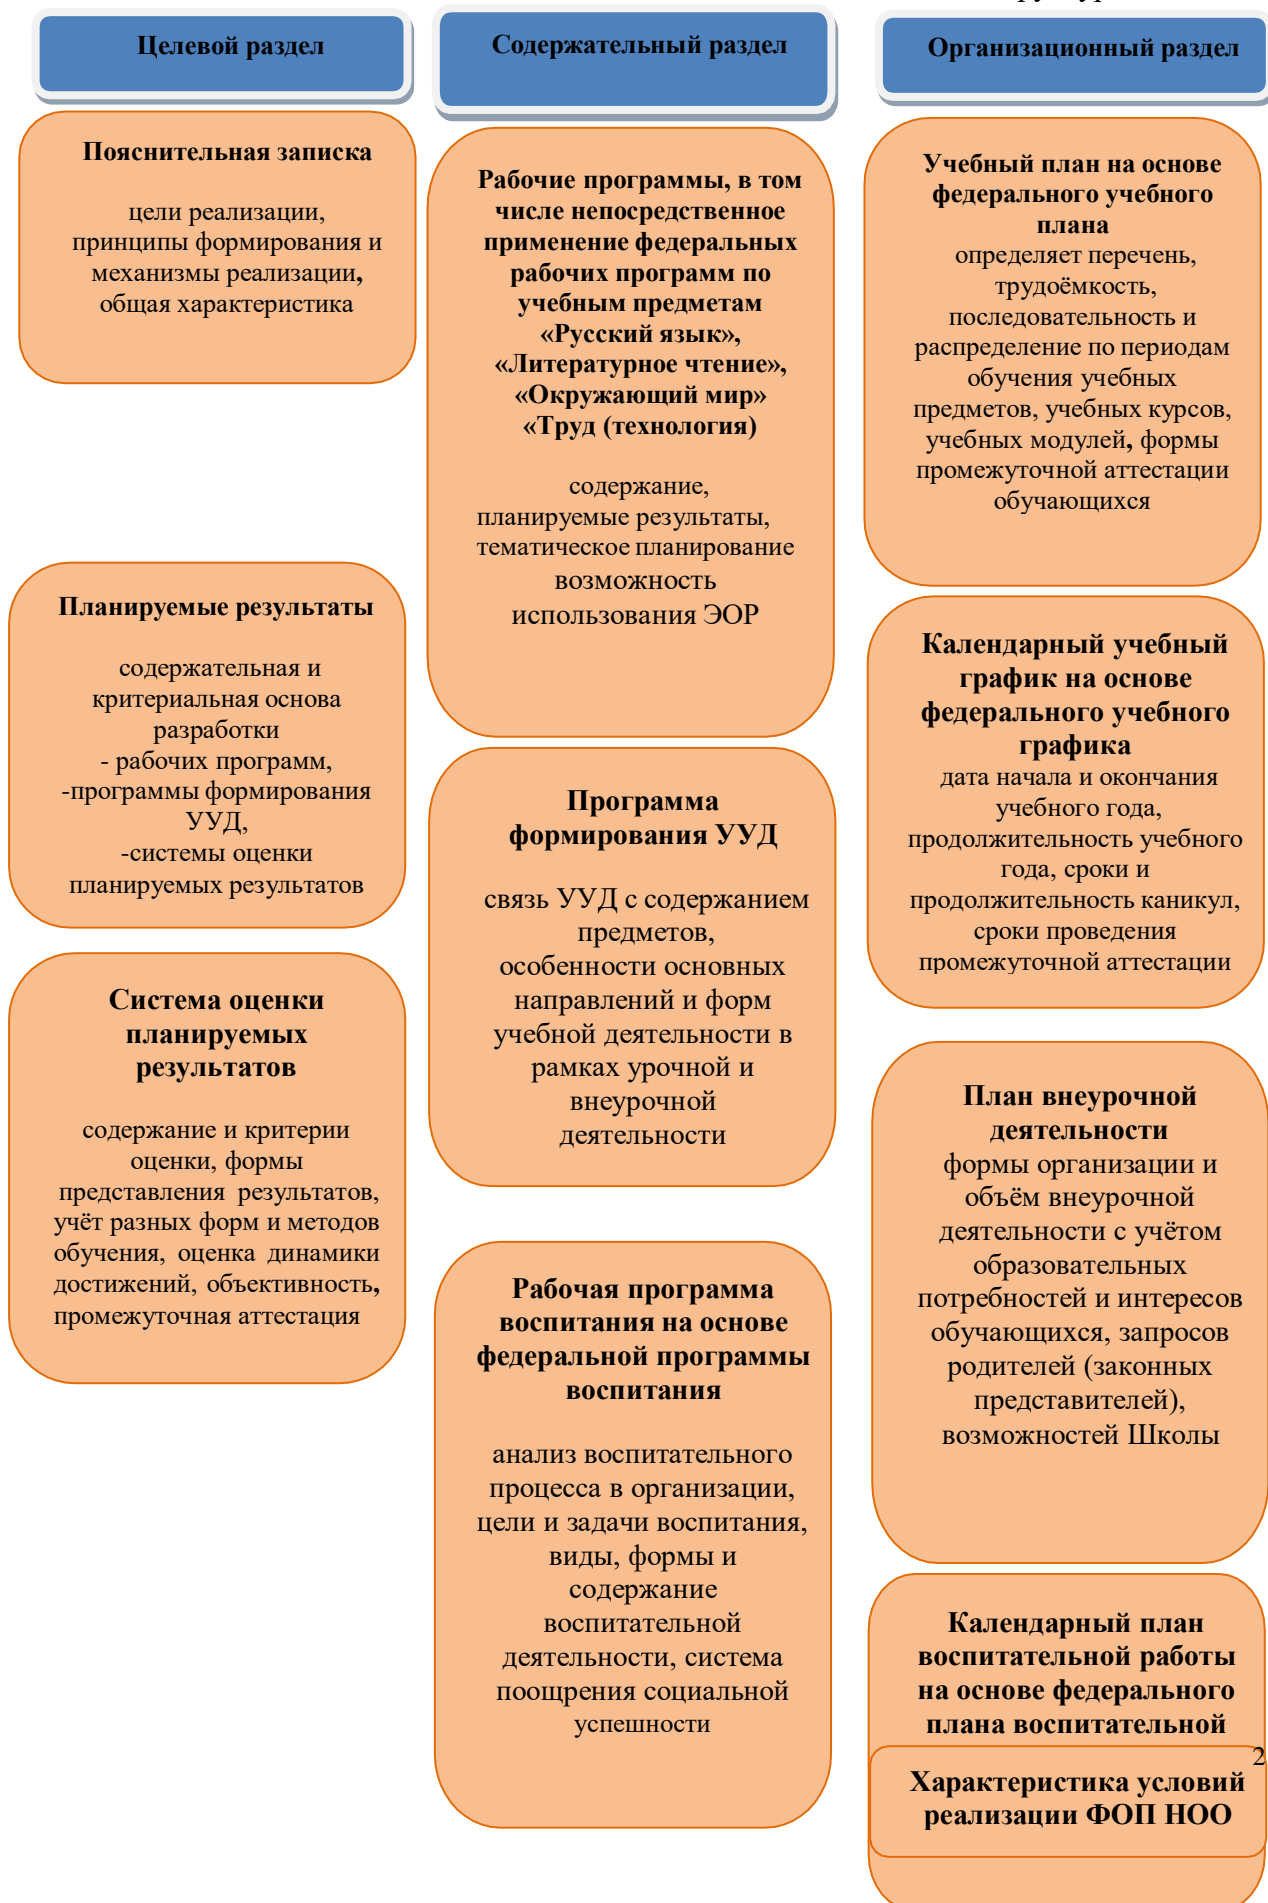 Целевой раздел
Пояснительная записка
цели реализации,
принципы формирования и
механизмы реализации,
общая характеристика
Планируемые результаты
содержательная и
критериальная основа
разработки
- рабочих программ,
-программы формирования
УУД,
-системы оценки
планируемых результатов
Система оценки
планируемых
результатов
содержание и критерии
оценки, формы
представления результатов,
учёт разных форм и методов
обучения, оценка динамики
достижений, объективность,
промежуточная аттестация
Содержательный раздел
Рабочие программы, в том
числе непосредственное
применение федеральных
рабочих программ по
учебным предметам
«Русский язык»,
«Литературное чтение»,
«Окружающий мир»
«Труд (технология)
содержание,
планируемые результаты,
тематическое планирование
возможность
использования ЭОР
Программа
формирования УУД
связь УУД с содержанием
предметов,
особенности основных
направлений и форм
учебной деятельности в
рамках урочной и
внеурочной
деятельности
Рабочая программа
воспитания на основе
федеральной программы
воспитания
анализ воспитательного
процесса в организации,
цели и задачи воспитания,
виды, формы и
содержание
воспитательной
деятельности, система
поощрения социальной
успешности
Организационный раздел
Учебный план на основе
федерального учебного
плана
определяет перечень,
трудоёмкость,
последовательность и
распределение по периодам
обучения учебных
предметов, учебных курсов,
учебных модулей, формы
промежуточной аттестации
обучающихся
Календарный учебный
график на основе
федерального учебного
графика
дата начала и окончания
учебного года,
продолжительность учебного
года, сроки и
продолжительность каникул,
сроки проведения
промежуточной аттестации
План внеурочной
деятельности
формы организации и
объём внеурочной
деятельности с учётом
образовательных
потребностей и интересов
обучающихся, запросов
родителей (законных
представителей),
возможностей Школы
Календарный план
воспитательной работы
на основе федерального
плана воспитательной
2
Характеристика условий
реализации ФОП НОО